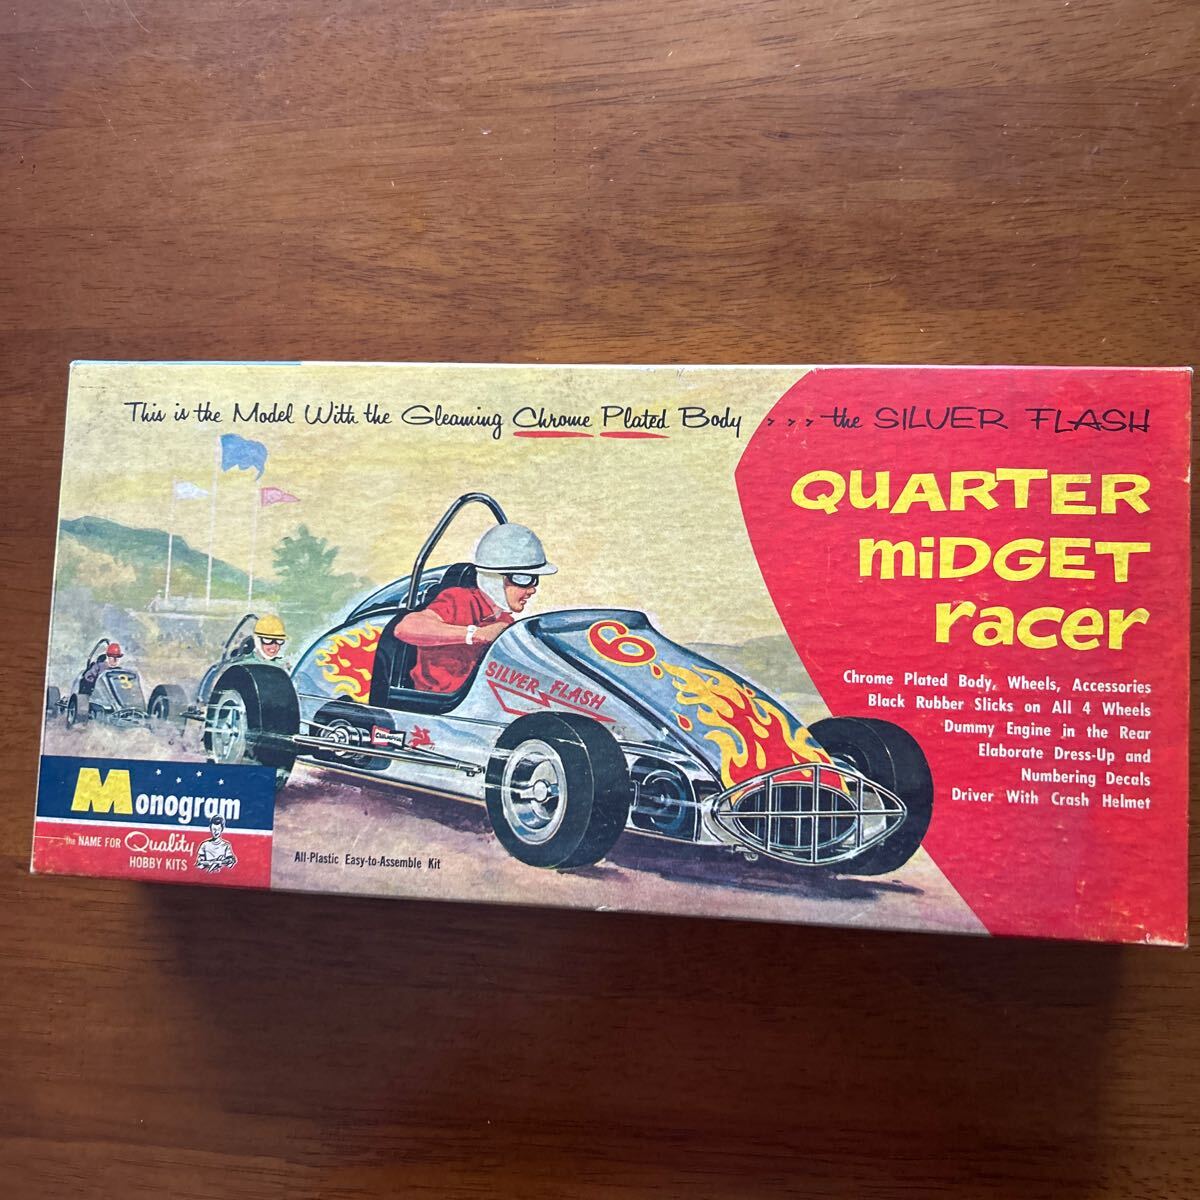 This is the Model With the Gleaming Chrome Plated Body > > > the SILVER FLASH
QUARTER
miDGET
racer
Chrome Plated Body, Wheels, Accessories
Black Rubber Slicks on All 4 Wheels
Dummy Engine in the Rear
Elaborate Dress-Up and
Numbering Decals
Driver With Crash Helmet
6
SILVER FLASH
CHAMPION
Monogram
the NAME FOR Quality
HOBBY KITS
All-Plastic Easy-to-Assemble Kit